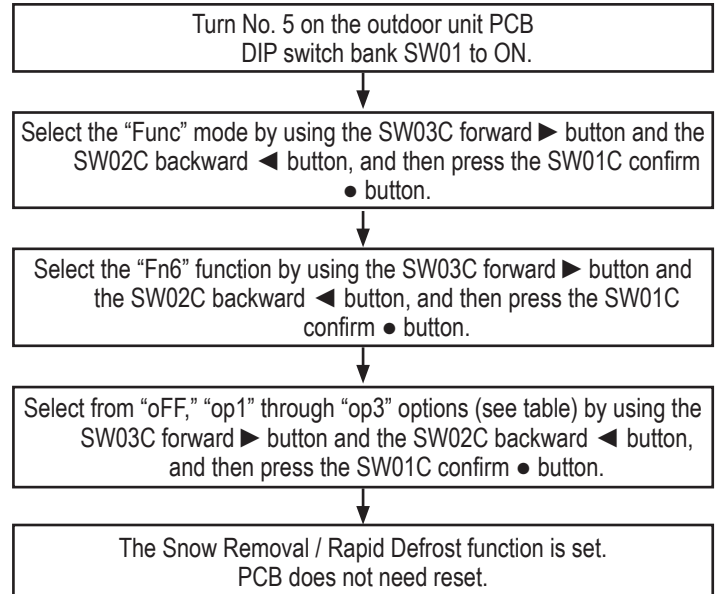 Turn No. 5 on the outdoor unit PCB
DIP switch bank SW01 to ON.
Select the “Func” mode by using the SW03C forward ► button and the
SW02C backward ◄ button, and then press the SW01C confirm
● button.
Select the “Fn6” function by using the SW03C forward ► button and
the SW02C backward ◄ button, and then press the SW01C
confirm ● button.
Select from “oFF,” “op1” through “op3” options (see table) by using the
SW03C forward ► button and the SW02C backward ◄ button,
and then press the SW01C confirm ● button.
The Snow Removal / Rapid Defrost function is set.
PCB does not need reset.